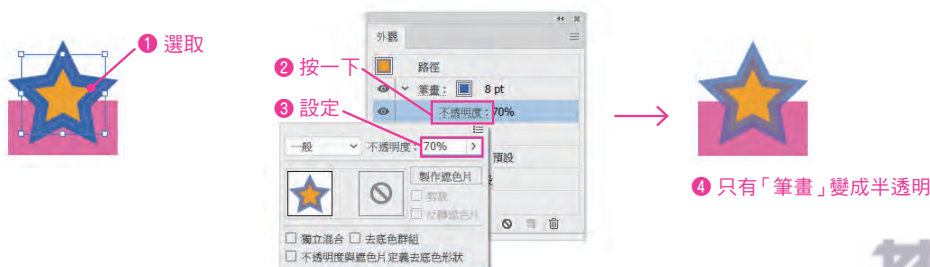 ❶ 選取
外觀
路徑
❷ 按一下
筆畫： 8 pt
❸ 設定
不透明度：70%
一般 不透明度：70%
預設
製作遮色片
剪裁
反轉遮色片
❹ 只有「筆畫」變成半透明
獨立混合 去底色群組
不透明度與遮色片定義去底色形狀